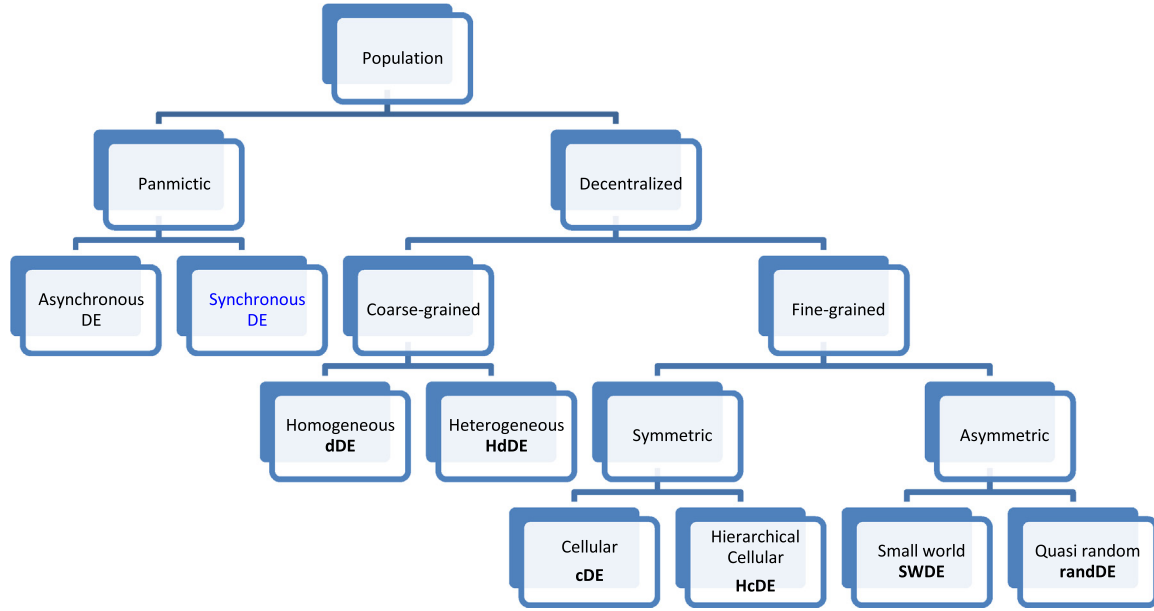 Population
Panmictic
Decentralized
Asynchronous
DE
Synchronous
DE
Coarse-grained
Fine-grained
Homogeneous
dDE
Heterogeneous
HdDE
Symmetric
Asymmetric
Cellular
cDE
Hierarchical
Cellular
HcDE
Small world
SWDE
Quasi random
randDE